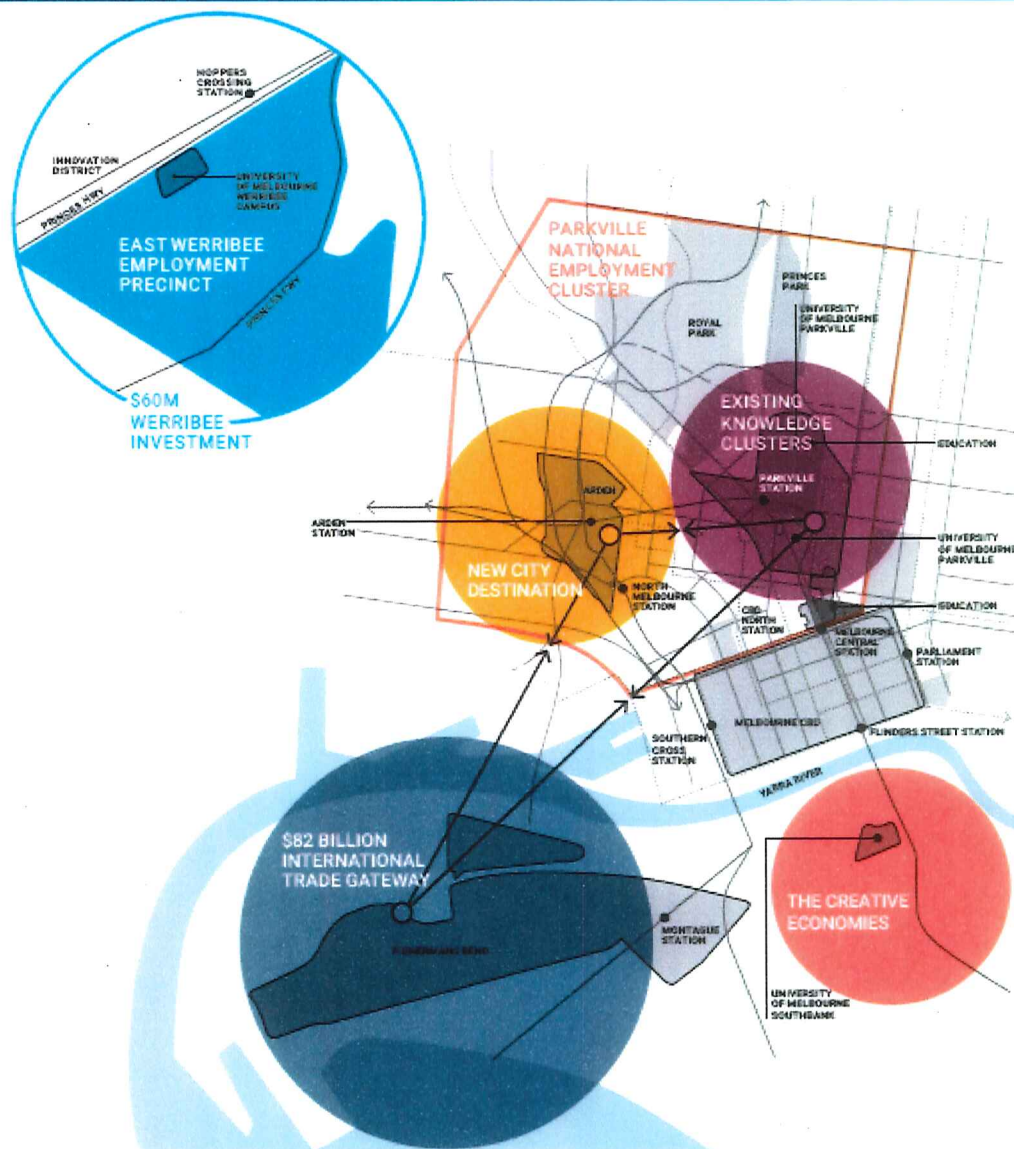 HOPPERS
CROSSING
STATION
INNOVATION
DISTRICT
PRINCES HWY
UNIVERSITY
OF MELBOURNE
WERRIBEE
CAMPUS
EAST WERRIBEE
EMPLOYMENT
PRECINCT
PRINCES FWY
$60M
WERRIBEE
INVESTMENT
PARKVILLE
NATIONAL
EMPLOYMENT
CLUSTER
PRINCES
PARK
ROYAL
PARK
UNIVERSITY
OF MELBOURNE
PARKVILLE
EXISTING
KNOWLEDGE
CLUSTERS
EDUCATION
PARKVILLE
STATION
ARDEN
ARDEN
STATION
UNIVERSITY
OF MELBOURNE
PARKVILLE
NEW CITY
DESTINATION
NORTH
MELBOURNE
STATION
EDUCATION
CBD
NORTH
STATION
MELBOURNE
CENTRAL
STATION
PARLIAMENT
STATION
MELBOURNE CBD
FLINDERS STREET STATION
SOUTHERN
CROSS
STATION
YARRA RIVER
$82 BILLION
INTERNATIONAL
TRADE GATEWAY
FISHERMANS BEND
MONTAGUE
STATION
THE CREATIVE
ECONOMIES
UNIVERSITY
OF MELBOURNE
SOUTHBANK